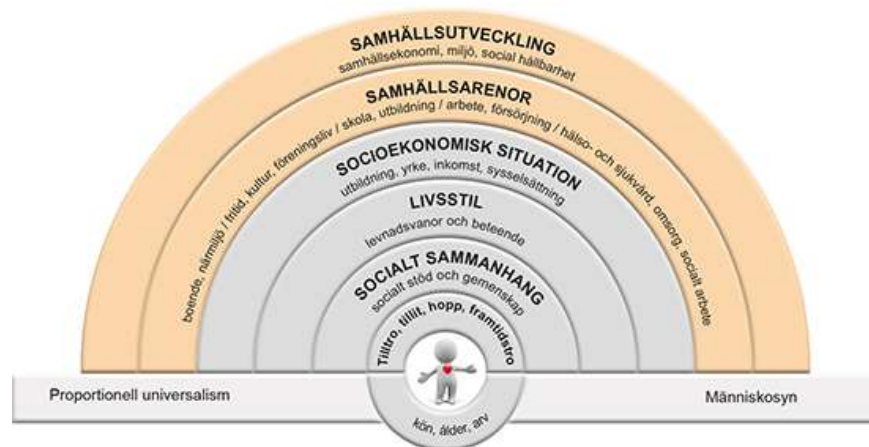 SAMHÄLLSUTVECKLING
samhällsekonomi, miljö, social hållbarhet
SAMHÄLLSARENOR
boende, närmiljö / fritid, kultur, föreningsliv / skola, utbildning / arbete, försörjning / hälso- och sjukvård, omsorg, socialt arbete
SOCIOEKONOMISK SITUATION
utbildning, yrke, inkomst, sysselsättning
LIVSSTIL
levnadsvanor och beteende
SOCIALT SAMMANHANG
socialt stöd och gemenskap
Tilltro, tillit, hopp, framtidstro
Proportionell universalism
Människosyn
kön, ålder, arv